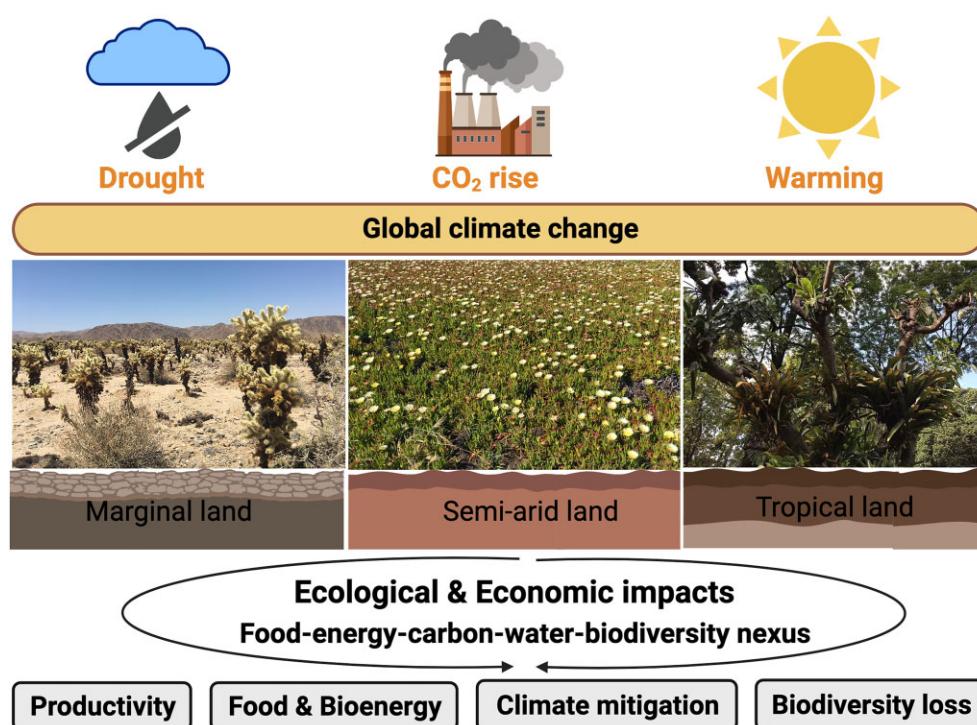 Drought
CO₂ rise
Warming
Global climate change
Marginal land
Semi-arid land
Tropical land
Ecological & Economic impacts
Food-energy-carbon-water-biodiversity nexus
Productivity
Food & Bioenergy
Climate mitigation
Biodiversity loss